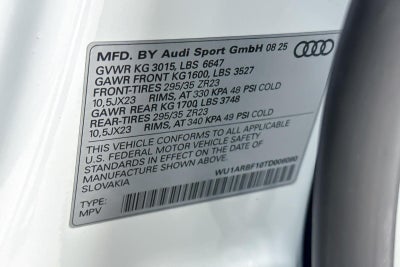 MFD. BY Audi Sport GmbH 08 25
GVWR KG 3015, LBS 6647
GAWR FRONT KG1600, LBS 3527
FRONT-TIRES 295/35 ZR23
10,5JX23 RIMS, AT 330 KPA 48 PSI COLD
GAWR REAR KG 1700, LBS 3748
REAR-TIRES 295/35 ZR23
10,5JX23 RIMS, AT 340 KPA 49 PSI COLD
THIS VEHICLE CONFORMS TO ALL APPLICABLE
U.S. FEDERAL MOTOR VEHICLE SAFETY
STANDARDS IN EFFECT ON THE DATE OF
MANUFACTURE SHOWN ABOVE.
SLOVAKIA
TYPE:
MPV